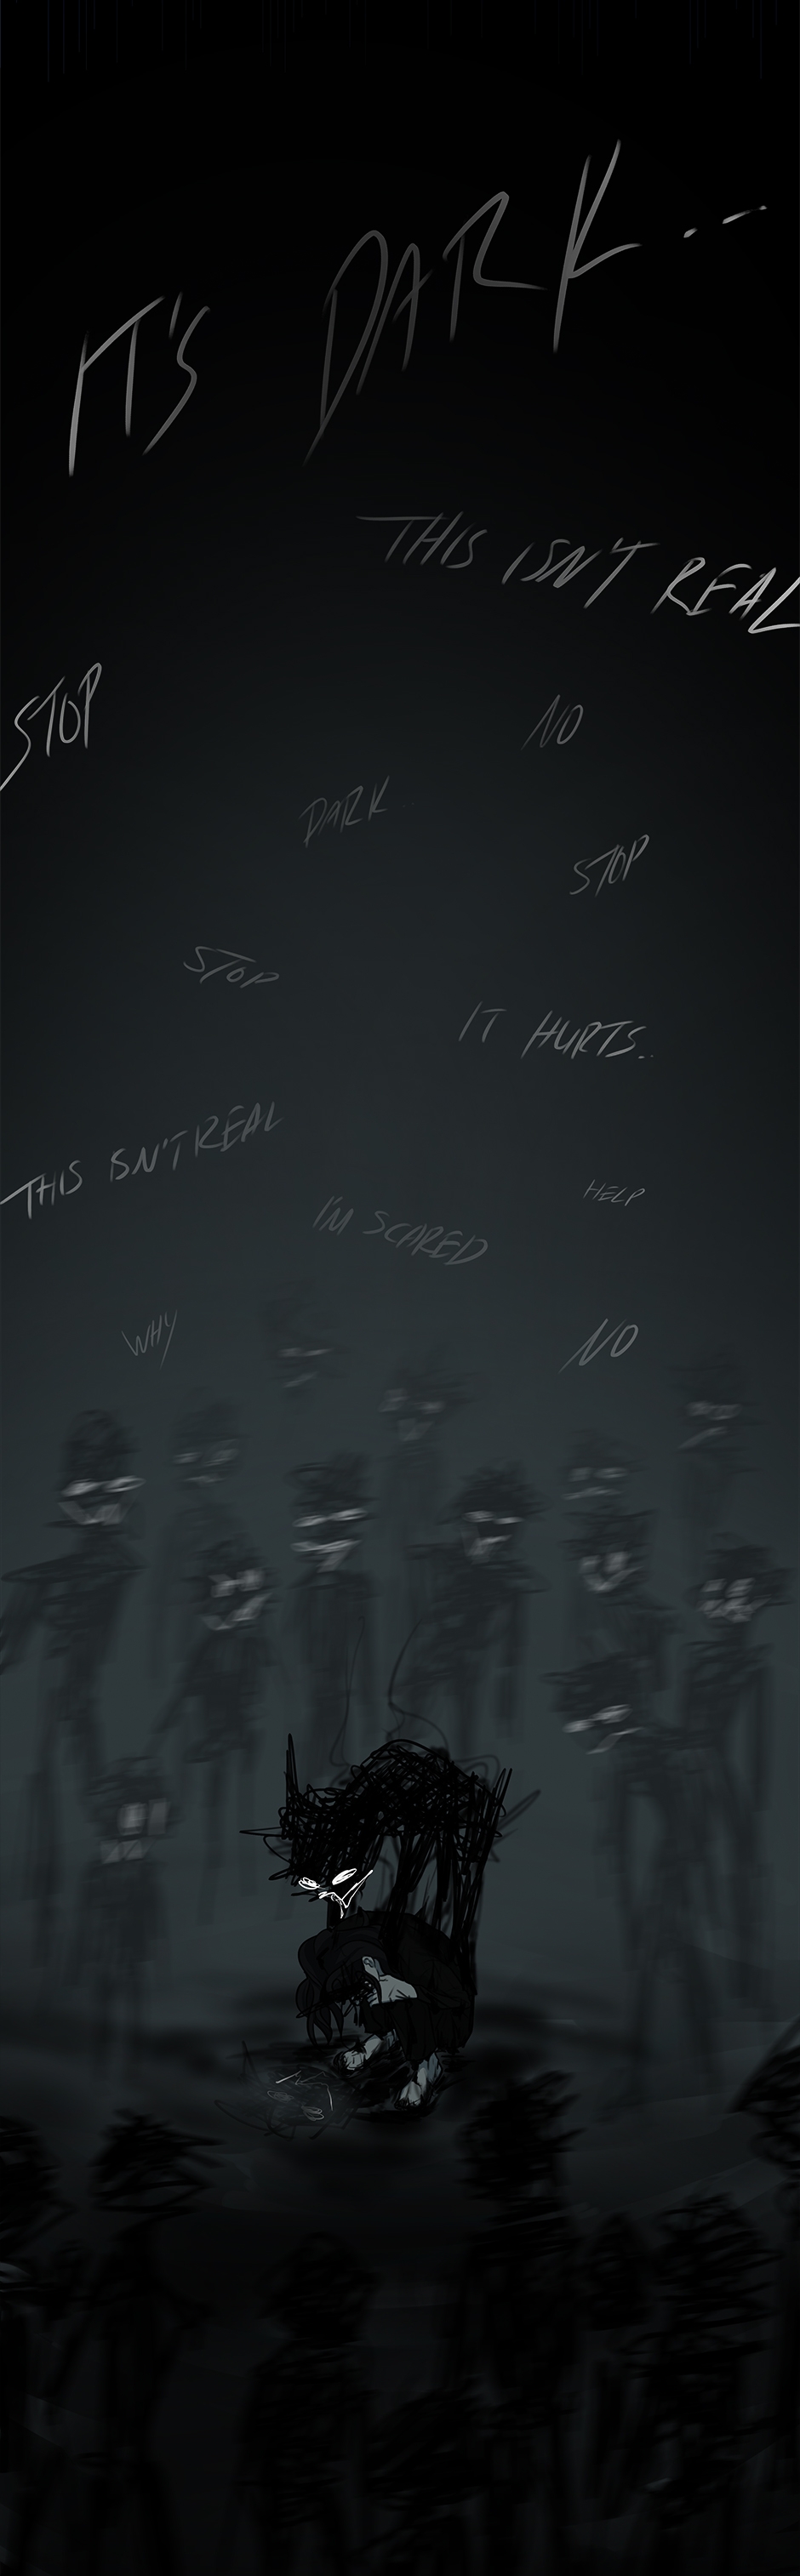 IT'S DARK...
THIS ISN'T REAL
STOP
NO
DARK...
STOP
STOP
IT HURTS..
THIS ISN'T REAL
HELP
I'M SCARED
WHY
NO